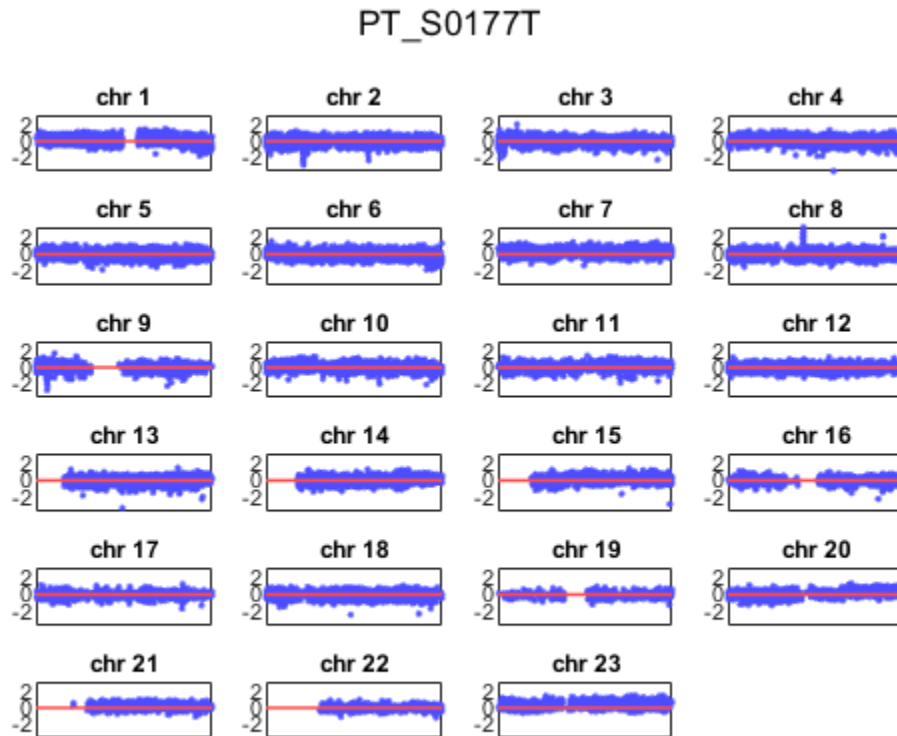 PT_S0177T
chr 1 chr 2 chr 3 chr 4
2 2 2 2
0 0 0 0
-2 -2 -2 -2
chr 5 chr 6 chr 7 chr 8
2 2 2 2
0 0 0 0
-2 -2 -2 -2
chr 9 chr 10 chr 11 chr 12
2 2 2 2
0 0 0 0
-2 -2 -2 -2
chr 13 chr 14 chr 15 chr 16
2 2 2 2
0 0 0 0
-2 -2 -2 -2
chr 17 chr 18 chr 19 chr 20
2 2 2 2
0 0 0 0
-2 -2 -2 -2
chr 21 chr 22 chr 23
2 2 2
0 0 0
-2 -2 -2